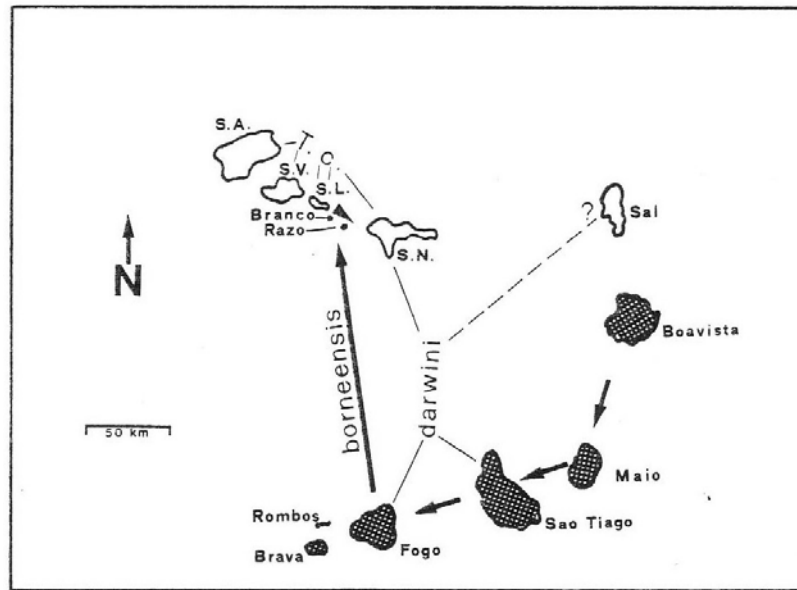 S.A.
S.V.
S.L.
Branco
Razo
S.N.
? Sal
N
Boavista
borneensis
darwini
50 km
Maio
Rombos
Sao Tiago
Brava
Fogo